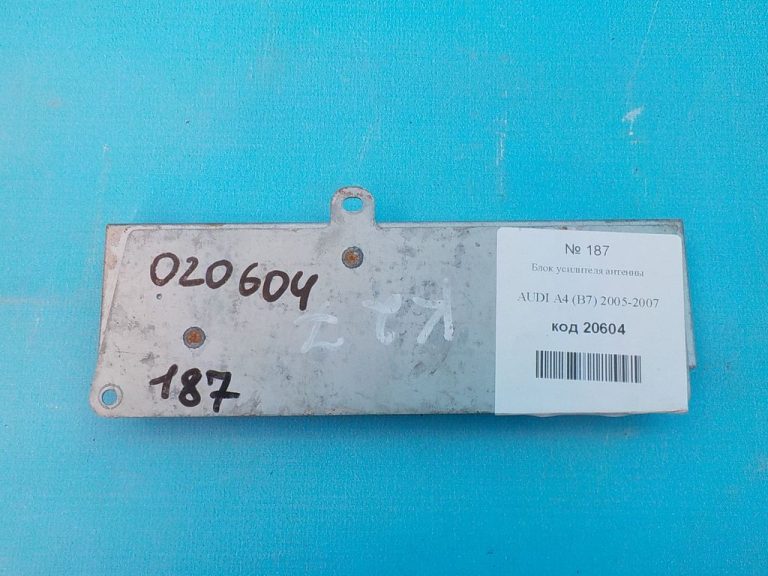 020604
187
№ 187
Блок усилителя антенны
AUDI A4 (B7) 2005-2007
код 20604